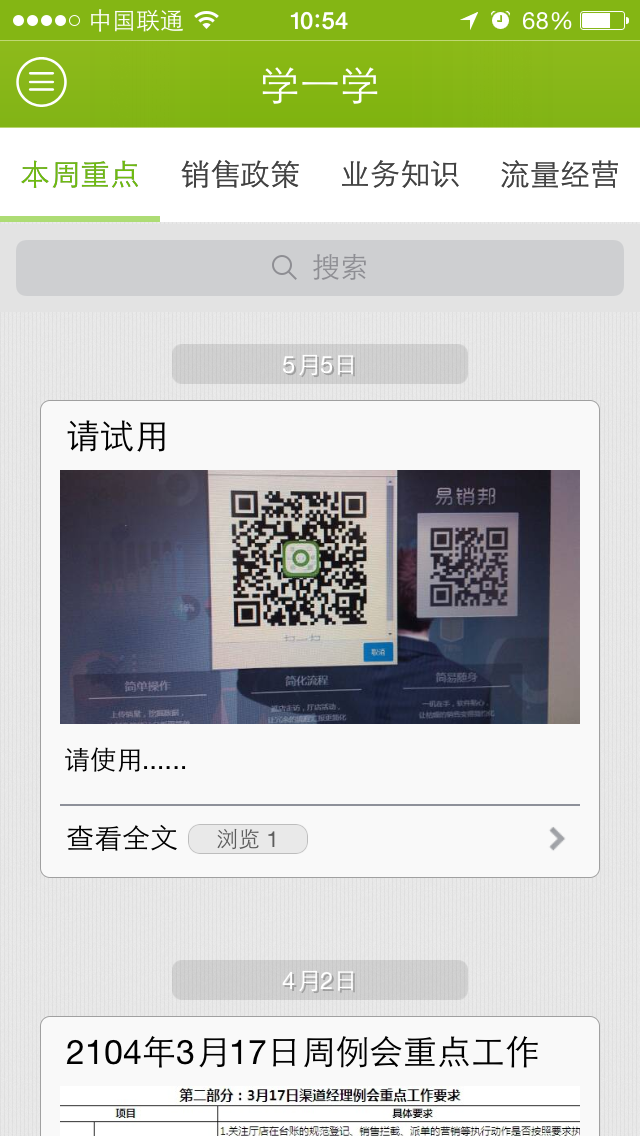 中国联通
10:54
68%
学一学
本周重点
销售政策
业务知识
流量经营
搜索
5月5日
请试用
易销邦
扫一扫
取消
简单操作
简化流程
简易随身
请使用......
查看全文
浏览 1
4月2日
2104年3月17日周例会重点工作
第二部分：3月17日渠道经理例会重点工作要求
项目
具体要求
1.关注厅店在台账的规范登记、销售拦截、派单的营销等执行动作是否按照要求执